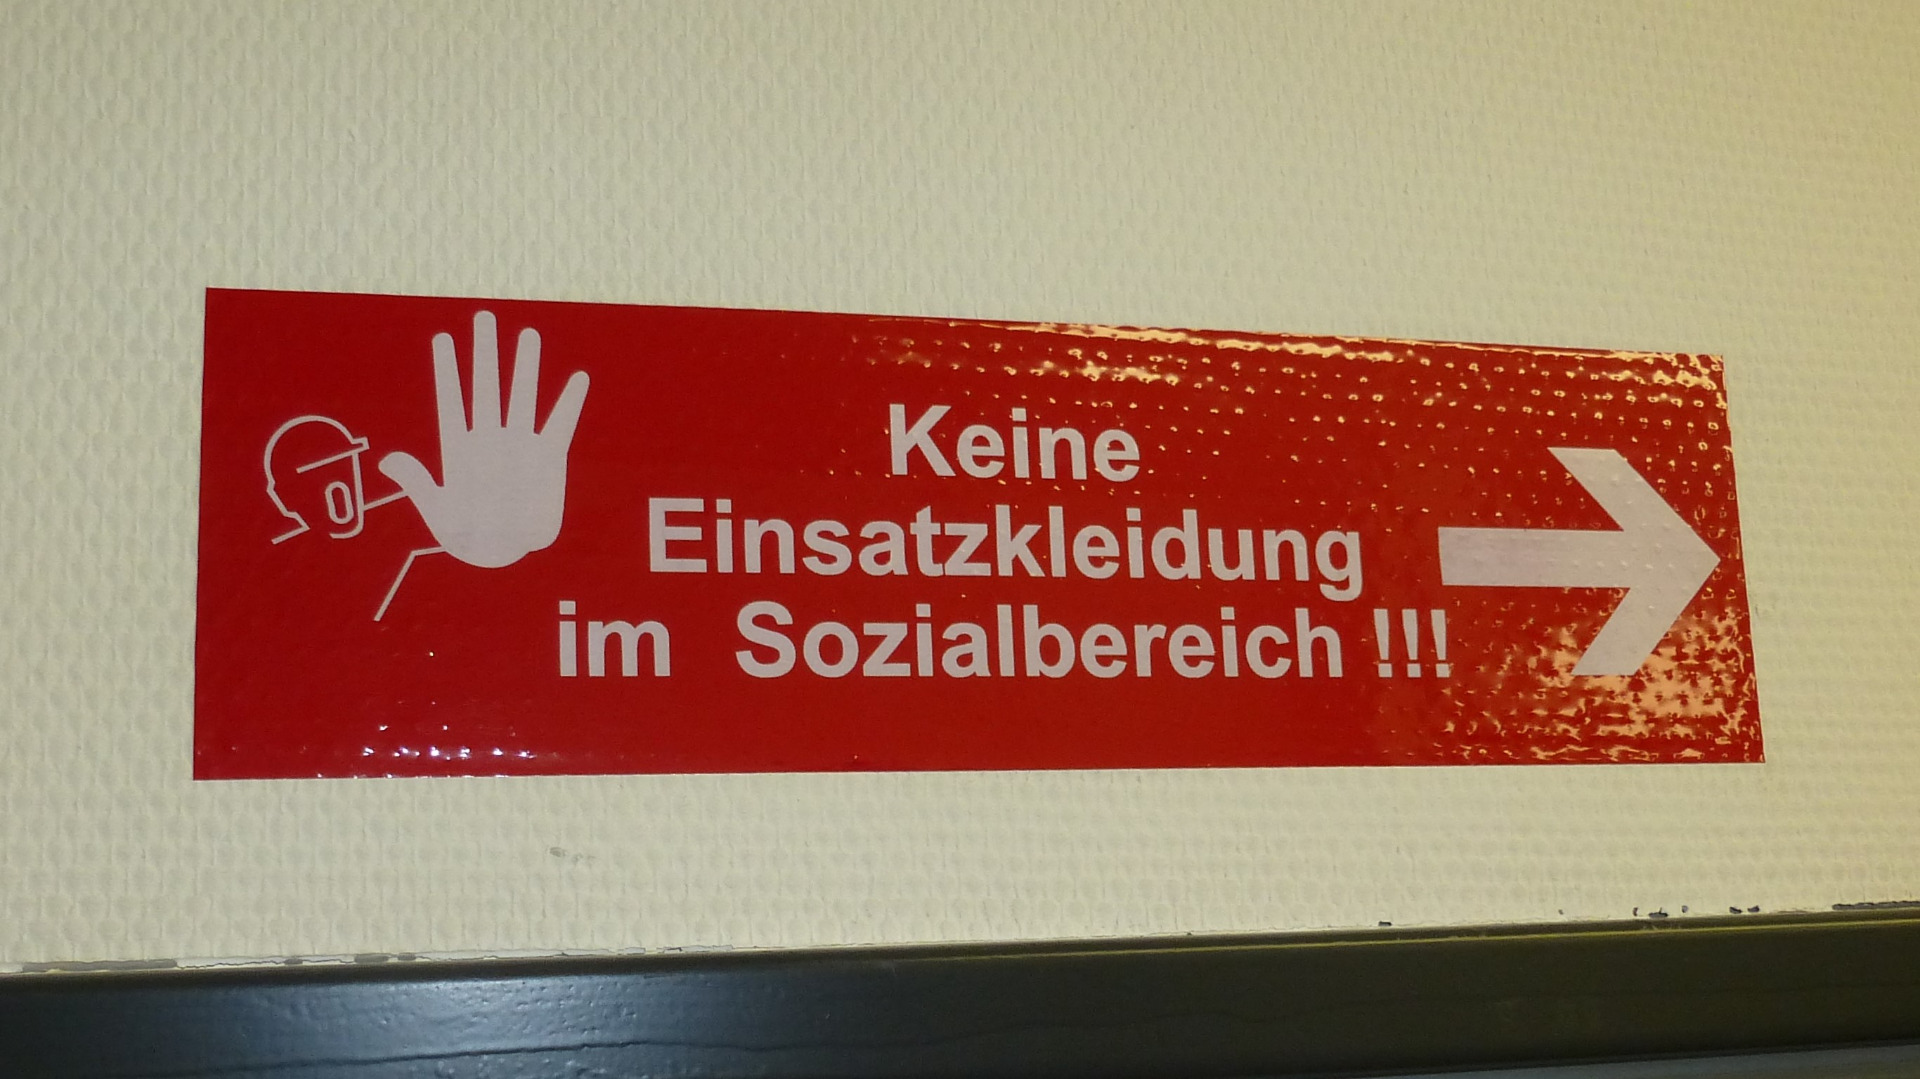 Keine
Einsatzkleidung
im Sozialbereich !!!